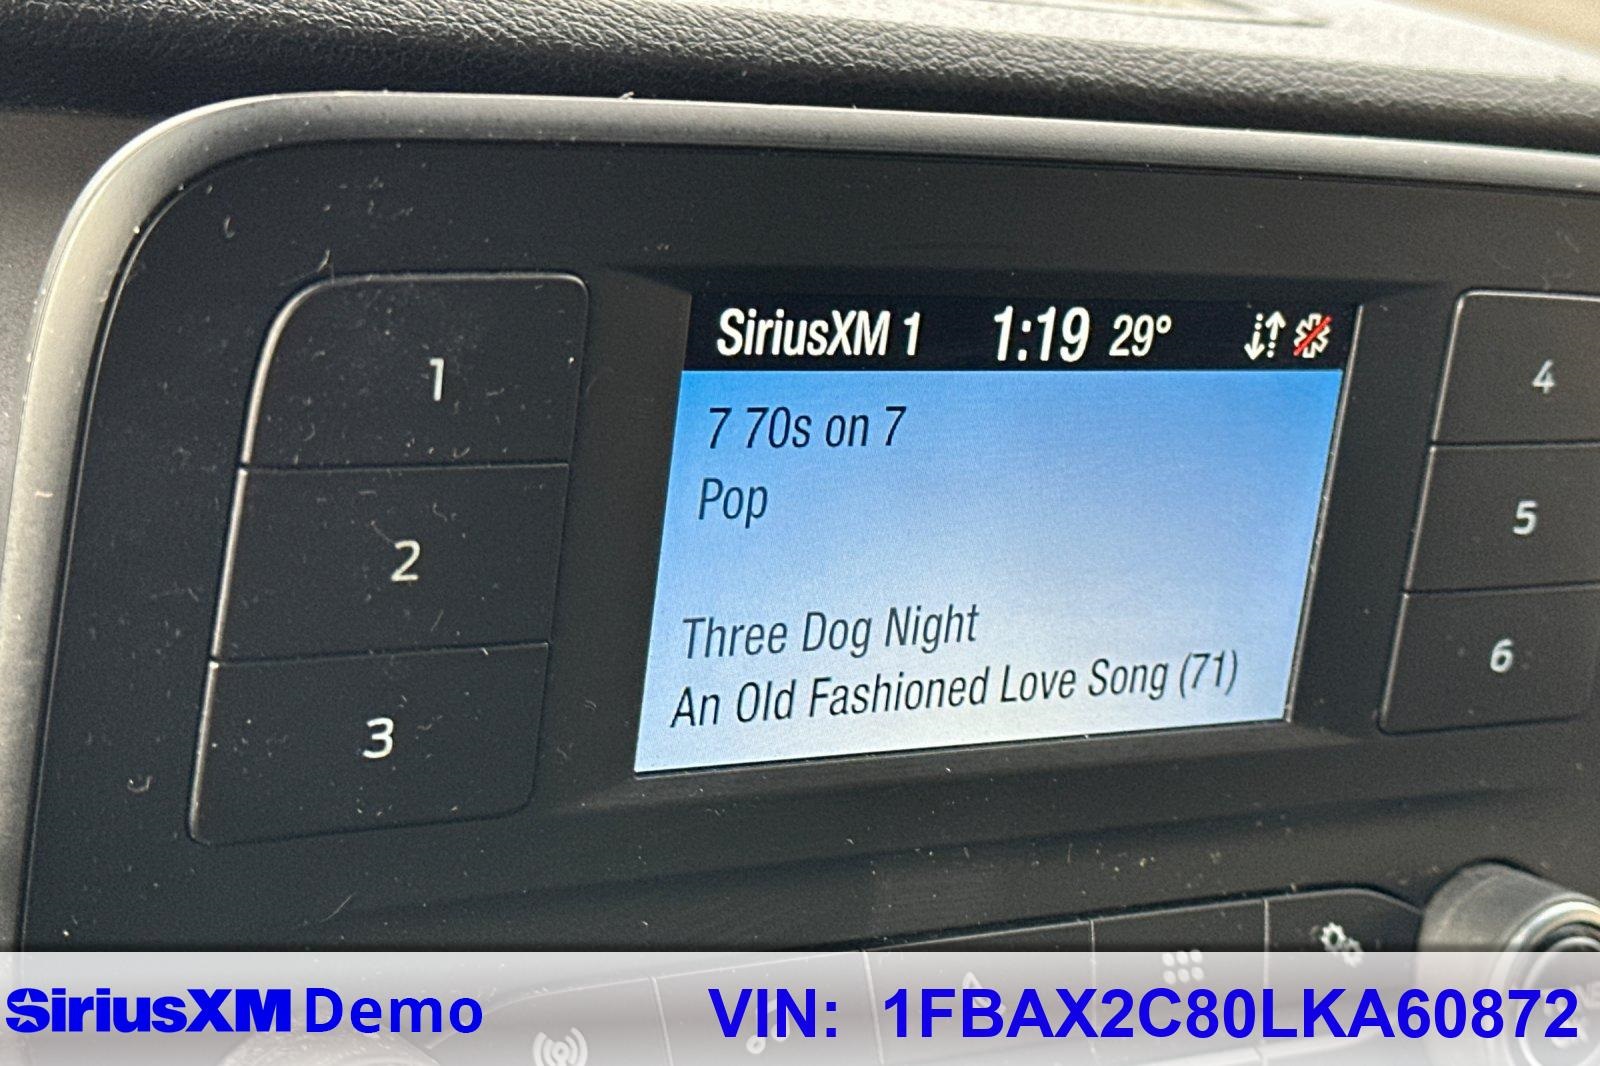 SiriusXM 1 1:19 29°
7 70s on 7
Pop
Three Dog Night
An Old Fashioned Love Song (71)
1
2
3
4
5
6
SiriusXM Demo VIN: 1FBAX2C80LKA60872